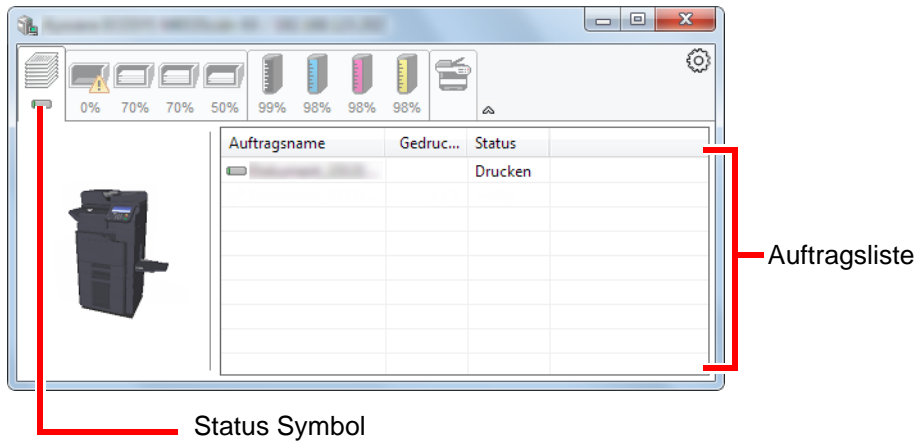 0% 70% 70% 50% 99% 98% 98% 98%
Auftragsname Gedruc... Status
Drucken
Auftragsliste
Status Symbol